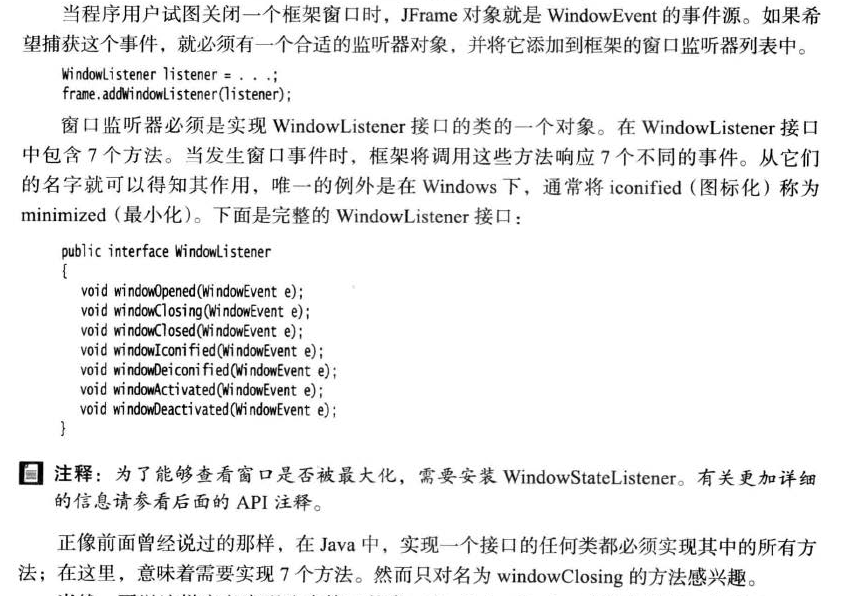 当程序用户试图关闭一个框架窗口时，JFrame 对象就是 WindowEvent 的事件源。如果希
望捕获这个事件，就必须有一个合适的监听器对象，并将它添加到框架的窗口监听器列表中。
WindowListener listener = . . .;
frame.addWindowListener(listener);
窗口监听器必须是实现 WindowListener 接口的类的一个对象。在 WindowListener 接口
中包含 7 个方法。当发生窗口事件时，框架将调用这些方法响应 7 个不同的事件。从它们
的名字就可以得知其作用，唯一的例外是在 Windows 下，通常将 iconified（图标化）称为
minimized（最小化）。下面是完整的 WindowListener 接口：
public interface WindowListener
{
void windowOpened(WindowEvent e);
void windowClosing(WindowEvent e);
void windowClosed(WindowEvent e);
void windowIconified(WindowEvent e);
void windowDeiconified(WindowEvent e);
void windowActivated(WindowEvent e);
void windowDeactivated(WindowEvent e);
}
注释：为了能够查看窗口是否被最大化，需要安装 WindowStateListener。有关更加详细
的信息请参看后面的 API 注释。
正像前面曾经说过的那样，在 Java 中，实现一个接口的任何类都必须实现其中的所有方
法；在这里，意味着需要实现 7 个方法。然而只对名为 windowClosing 的方法感兴趣。